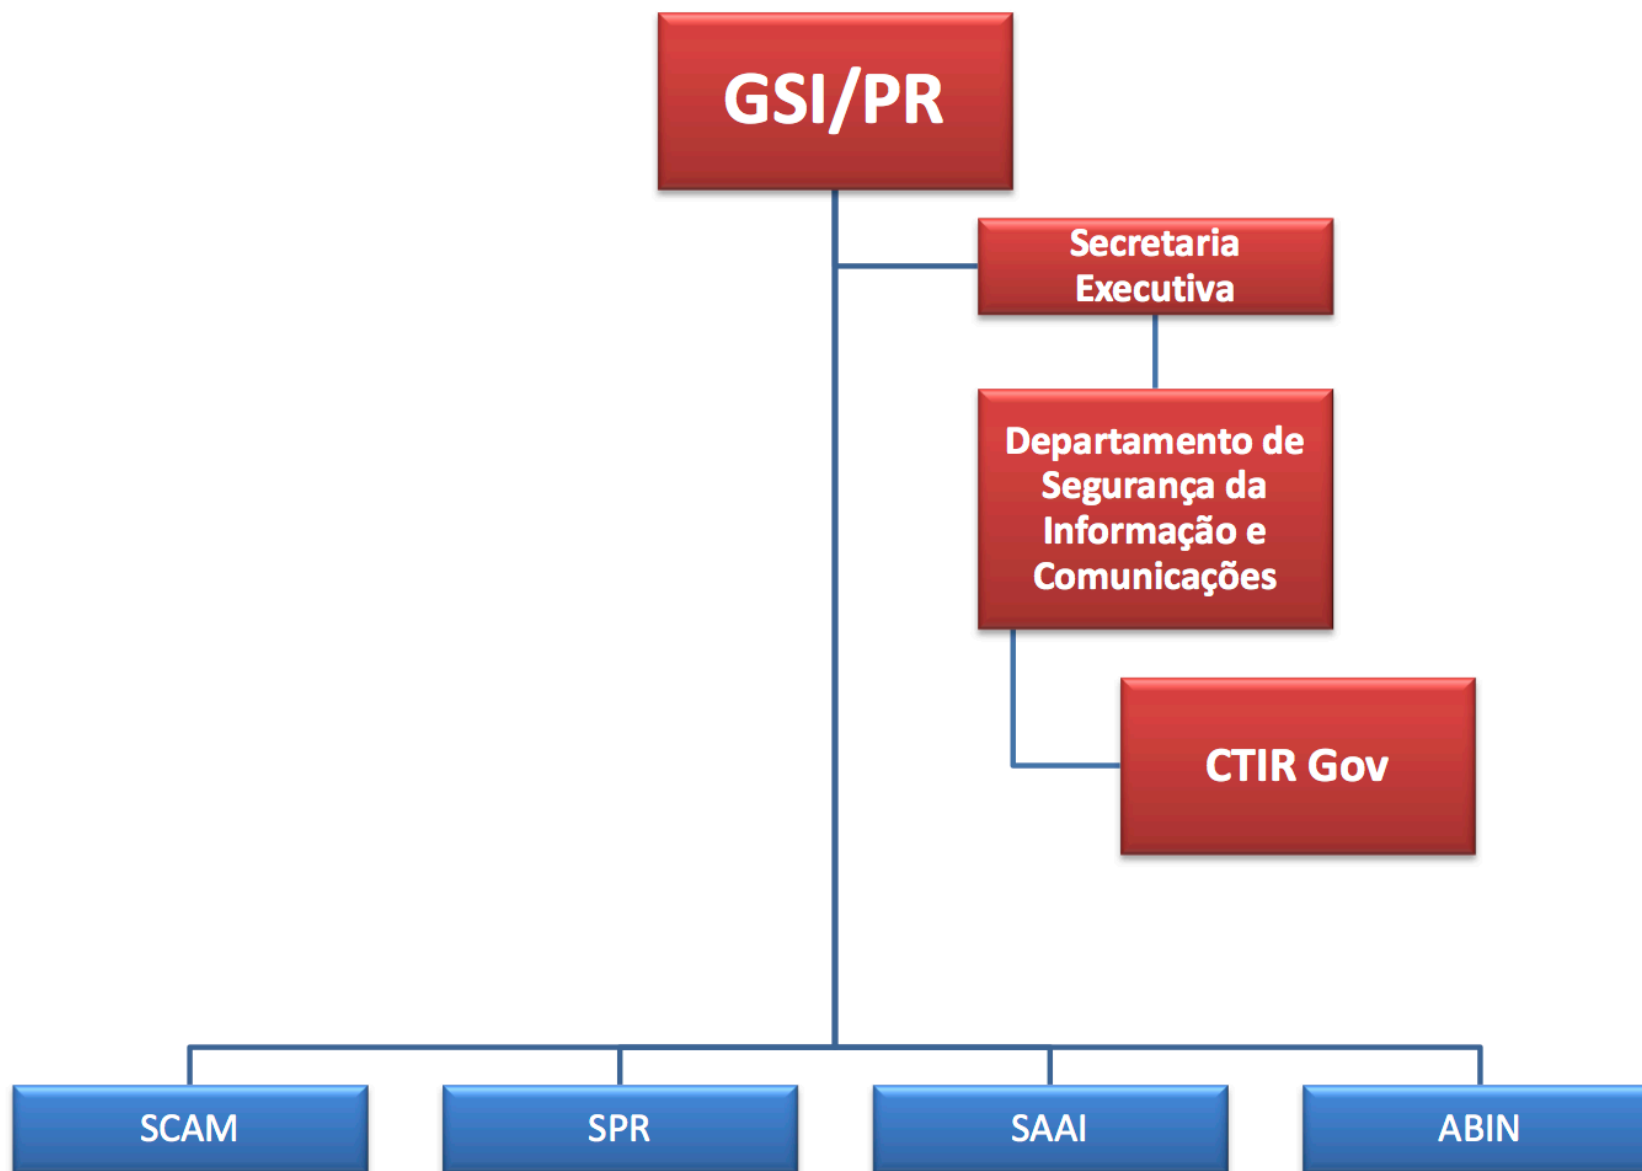 GSI/PR
Secretaria
Executiva
Departamento de
Segurança da
Informação e
Comunicações
CTIR Gov
SCAM
SPR
SAAI
ABIN